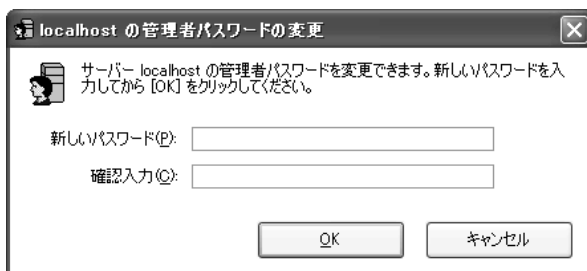 localhost の管理者パスワードの変更
サーバー localhost の管理者パスワードを変更できます。新しいパスワードを入
力してから [OK] をクリックしてください。
新しいパスワード(P):
確認入力(C):
OK
キャンセル